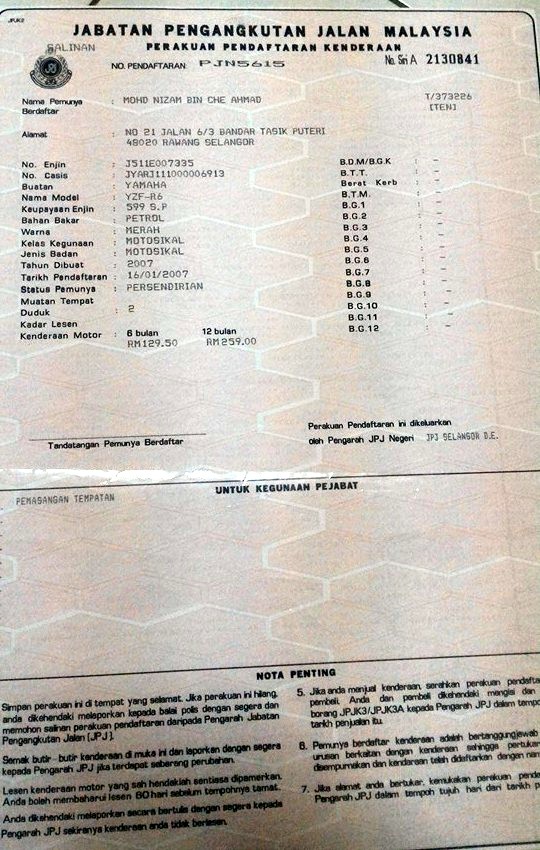 JPJK2
JABATAN PENGANGKUTAN JALAN MALAYSIA
SALINAN
PERAKUAN PENDAFTARAN KENDERAAN
NO. PENDAFTARAN: PJN5615
No. Siri A 2130841
Nama Pemunya Berdaftar : MOHD NIZAM BIN CHE AHMAD
T/373226
[TEN]
Alamat : NO 21 JALAN 6/3 BANDAR TASIK PUTERI
48020 RAWANG SELANGOR
No. Enjin : J511E007335
No. Casis : JYARJ111000006913
Buatan : YAMAHA
Nama Model : YZF-R6
Keupayaan Enjin : 599 S.P
Bahan Bakar : PETROL
Warna : MERAH
Kelas Kegunaan : MOTOSIKAL
Jenis Badan : MOTOSIKAL
Tahun Dibuat : 2007
Tarikh Pendaftaran : 16/01/2007
Status Pemunya : PERSENDIRIAN
Muatan Tempat
Duduk : 2
Kadar Lesen
Kenderaan Motor : 6 bulan 12 bulan
RM129.50 RM259.00
B.D.M/B.G.K : -
B.T.T. : -
Berat Kerb : -
B.T.M. : -
B.G.1 : -
B.G.2 : -
B.G.3 : -
B.G.4 : -
B.G.5 : -
B.G.6 : -
B.G.7 : -
B.G.8 : -
B.G.9 : -
B.G.10 : -
B.G.11 : -
B.G.12 : -
Tandatangan Pemunya Berdaftar
Perakuan Pendaftaran ini dikeluarkan
oleh Pengarah JPJ Negeri JPJ SELANGOR D.E.
UNTUK KEGUNAAN PEJABAT
PEMASANGAN TEMPATAN
NOTA PENTING
Simpan perakuan ini di tempat yang selamat. Jika perakuan ini hilang,
anda dikehendaki melaporkan kepada balai polis dengan segera dan
memohon salinan perakuan pendaftaran daripada Pengarah Jabatan
Pengangkutan Jalan (JPJ).
Semak butir - butir kenderaan di muka ini dan laporkan dengan segera
kepada Pengarah JPJ jika terdapat sebarang perubahan.
Lesen kenderaan motor yang sah hendaklah sentiasa dipamerkan.
Anda boleh membaharui lesen 60 hari sebelum tempohnya tamat.
Anda dikehendaki melaporkan secara bertulis dengan segera kepada
Pengarah JPJ sekiranya kenderaan anda tidak berlesen.
5. Jika anda menjual kenderaan, serahkan perakuan pendafta
pembeli. Anda dan pembeli dikehendaki mengisi dan
borang JPJK3/JPJK3A kepada Pengarah JPJ dalam tempo
tarikh penjualan itu.
6. Pemunya berdaftar kenderaan adalah bertanggungjawab
urusan berkaitan dengan kenderaan sehingga pertukar
disempurnakan dan kenderaan telah didaftarkan dengan nam
7. Jika alamat anda bertukar, kemukakan perakuan penda
Pengarah JPJ dalam tempoh tujuh hari dari tarikh p